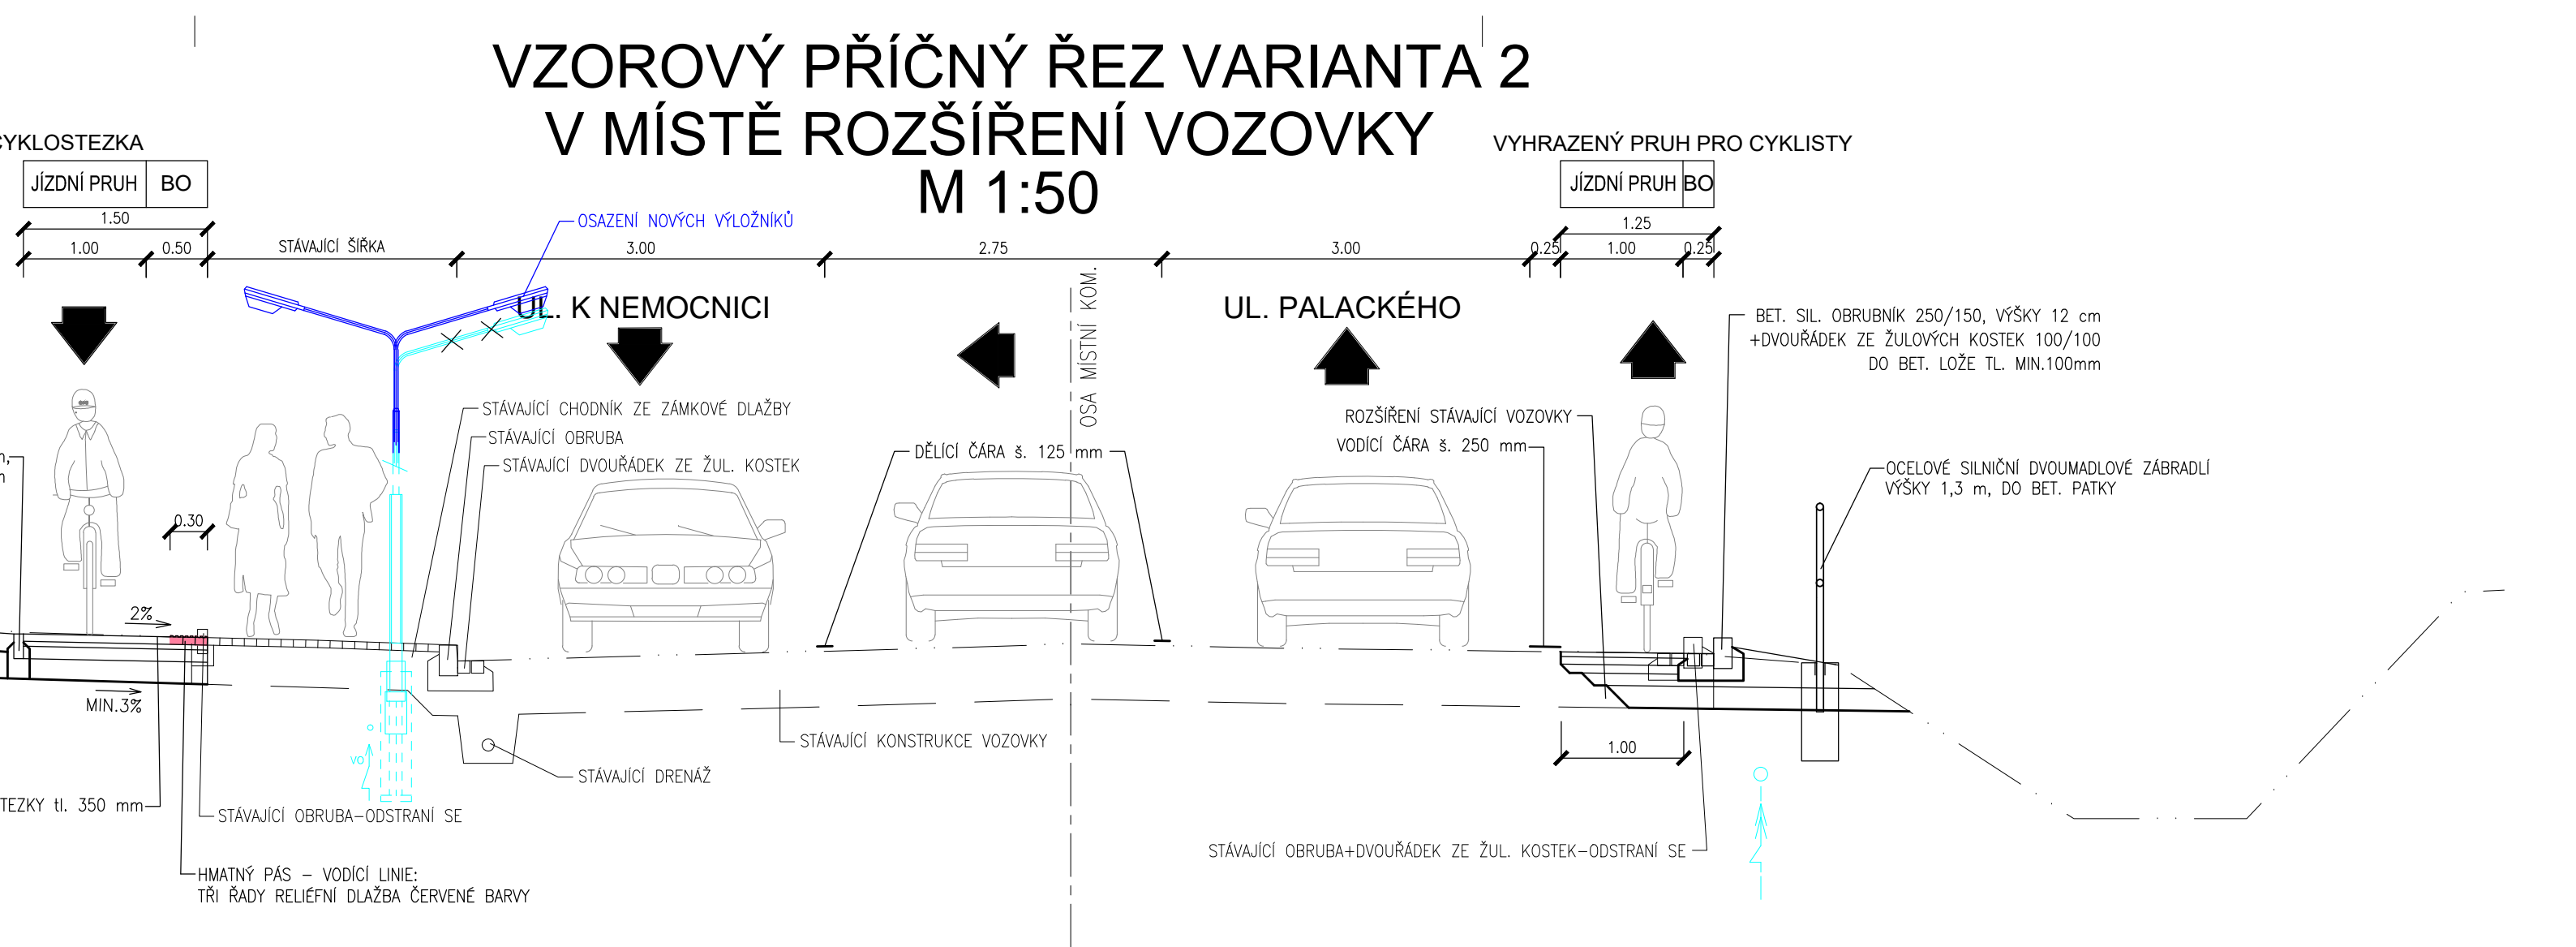 VZOROVÝ PŘÍČNÝ ŘEZ VARIANTA 2
V MÍSTĚ ROZŠÍŘENÍ VOZOVKY
M 1:50
CYKLOSTEZKA
JÍZDNÍ PRUH BO
1.50
1.00 0.50 STÁVAJÍCÍ ŠÍŘKA 3.00 2.75 3.00 0.25 1.00 0.25
VYHRAZENÝ PRUH PRO CYKLISTY
JÍZDNÍ PRUH BO
1.25
OSAZENÍ NOVÝCH VÝLOŽNÍKŮ
UL. K NEMOCNICI
UL. PALACKÉHO
OSA MÍSTNÍ KOM.
BET. SIL. OBRUBNÍK 250/150, VÝŠKY 12 cm
+DVOUŘÁDEK ZE ŽULOVÝCH KOSTEK 100/100
DO BET. LOŽE TL. MIN.100mm
STÁVAJÍCÍ CHODNÍK ZE ZÁMKOVÉ DLAŽBY
STÁVAJÍCÍ OBRUBA
STÁVAJÍCÍ DVOUŘÁDEK ZE ŽUL. KOSTEK
DĚLÍCÍ ČÁRA š. 125 mm
ROZŠÍŘENÍ STÁVAJÍCÍ VOZOVKY
VODÍCÍ ČÁRA š. 250 mm
OCELOVÉ SILNIČNÍ DVOUMADLOVÉ ZÁBRADLÍ
VÝŠKY 1,3 m, DO BET. PATKY
0.30
2%
MIN.3%
VO
STÁVAJÍCÍ KONSTRUKCE VOZOVKY
STÁVAJÍCÍ DRENÁŽ
1.00
TEZKY tl. 350 mm
STÁVAJÍCÍ OBRUBA-ODSTRANÍ SE
STÁVAJÍCÍ OBRUBA+DVOUŘÁDEK ZE ŽUL. KOSTEK-ODSTRANÍ SE
HMATNÝ PÁS - VODÍCÍ LINIE:
TŘI ŘADY RELIÉFNÍ DLAŽBA ČERVENÉ BARVY